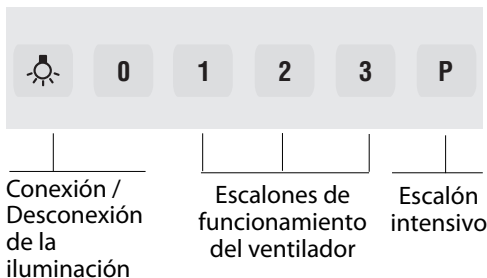 0 1 2 3 P
Conexión /
Desconexión
de la
iluminación
Escalones de
funcionamiento
del ventilador
Escalón
intensivo